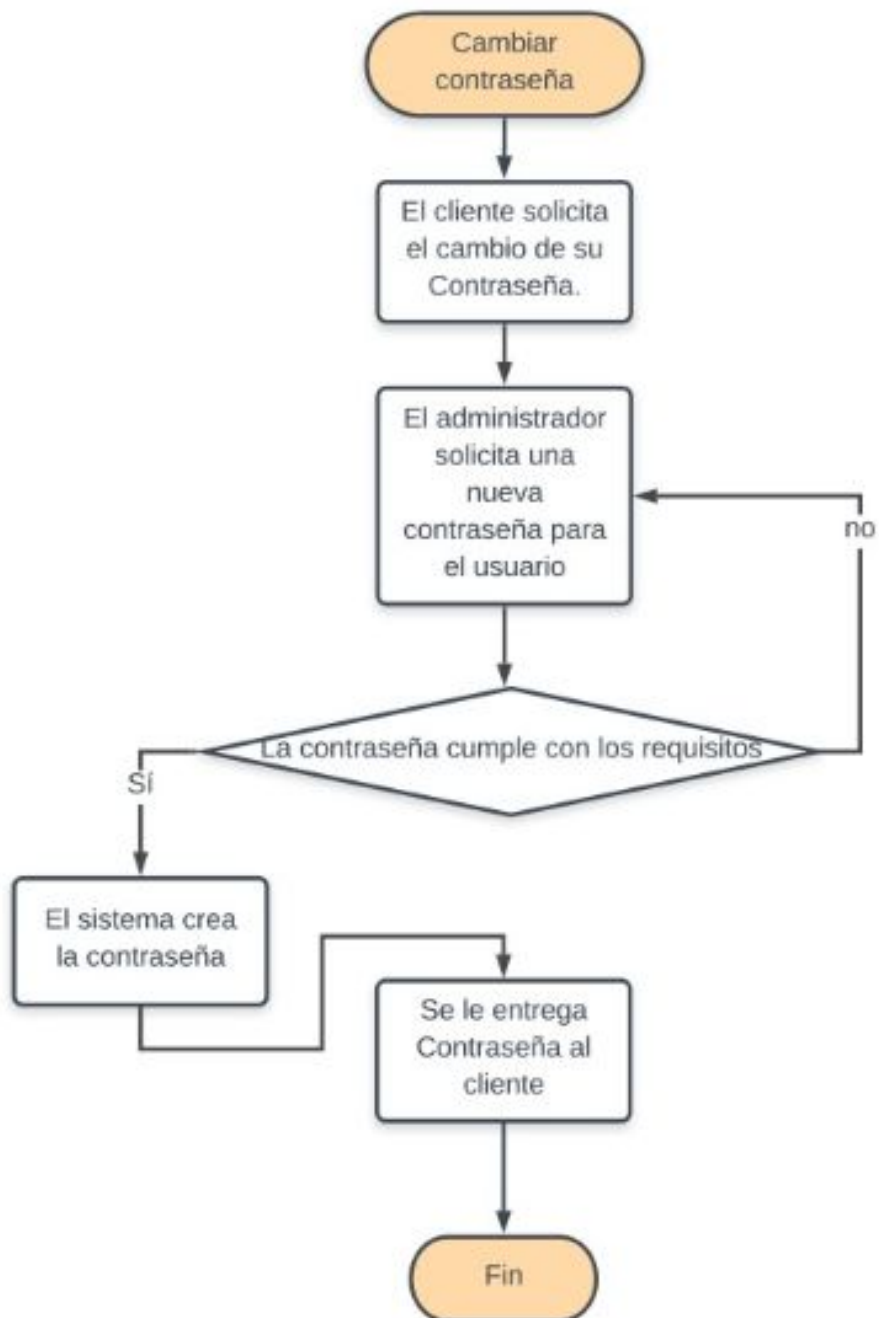 Cambiar
contraseña
El cliente solicita
el cambio de su
Contraseña.
El administrador
solicita una
nueva
contraseña para
el usuario
no
La contraseña cumple con los requisitos
Sí
El sistema crea
la contraseña
Se le entrega
Contraseña al
cliente
Fin